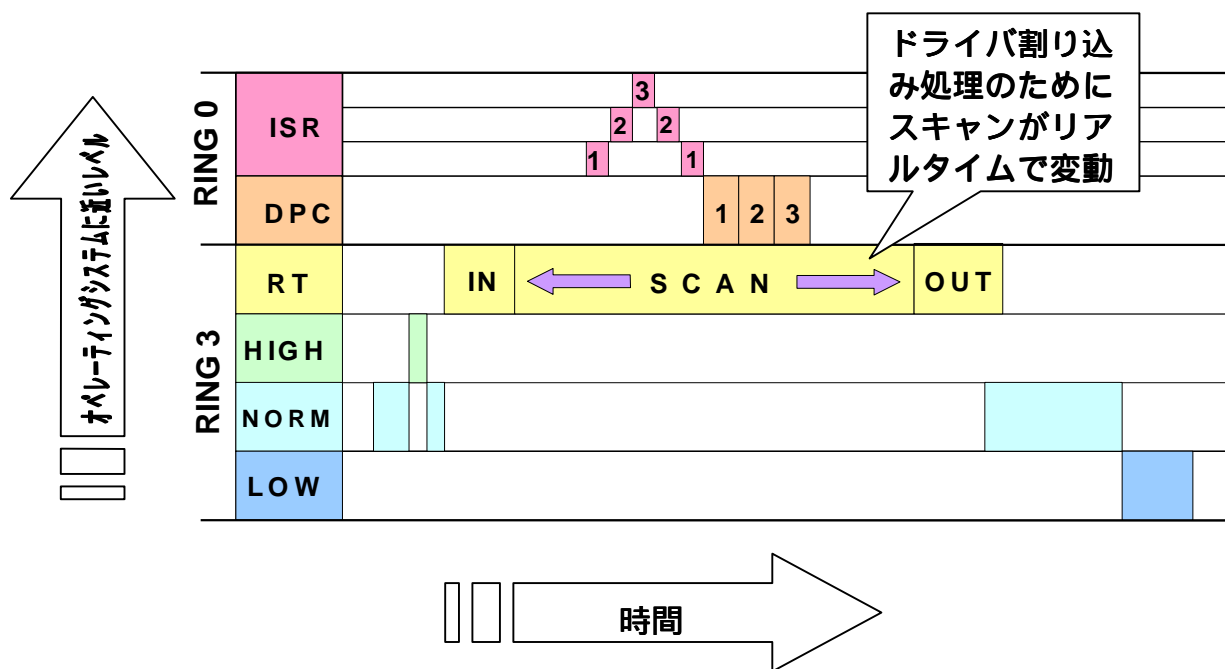 ドライバ割り込
み処理のために
スキャンがリア
ルタイムで変動
オペレーティングシステムに近いレベル
RING 0
ISR
3
2 2
1 1
DPC
1 2 3
RING 3
RT
IN
SCAN
OUT
HIGH
NORM
LOW
時間